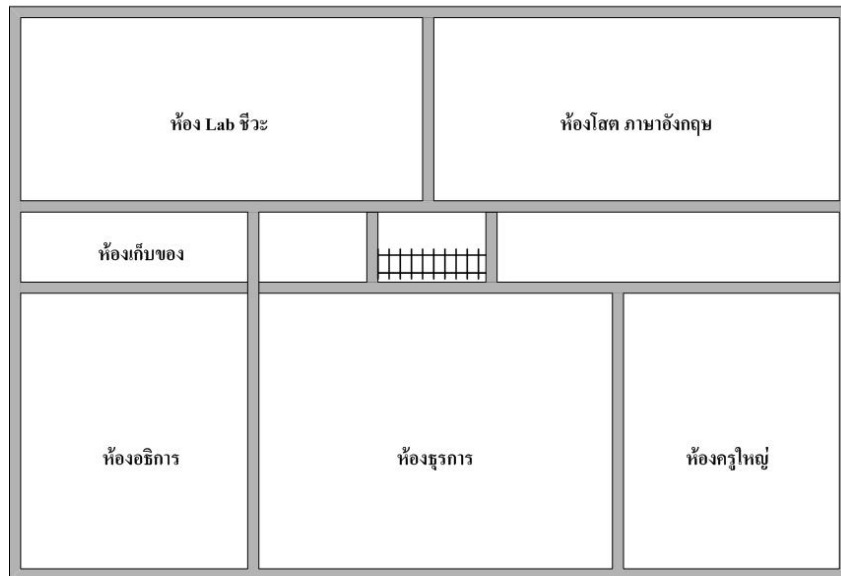 ห้อง Lab ชีวะ
ห้องโสต ภาษาอังกฤษ
ห้องเก็บของ
ห้องอธิการ
ห้องธุรการ
ห้องครูใหญ่